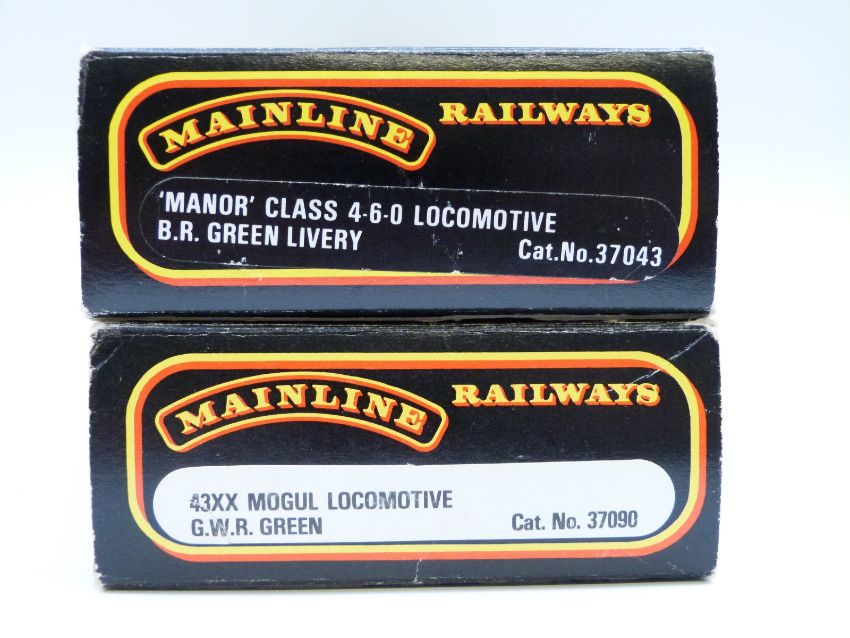 MAINLINE RAILWAYS
'MANOR' CLASS 4-6-0 LOCOMOTIVE
B.R. GREEN LIVERY Cat.No.37043
MAINLINE RAILWAYS
43XX MOGUL LOCOMOTIVE
G.W.R. GREEN Cat. No. 37090